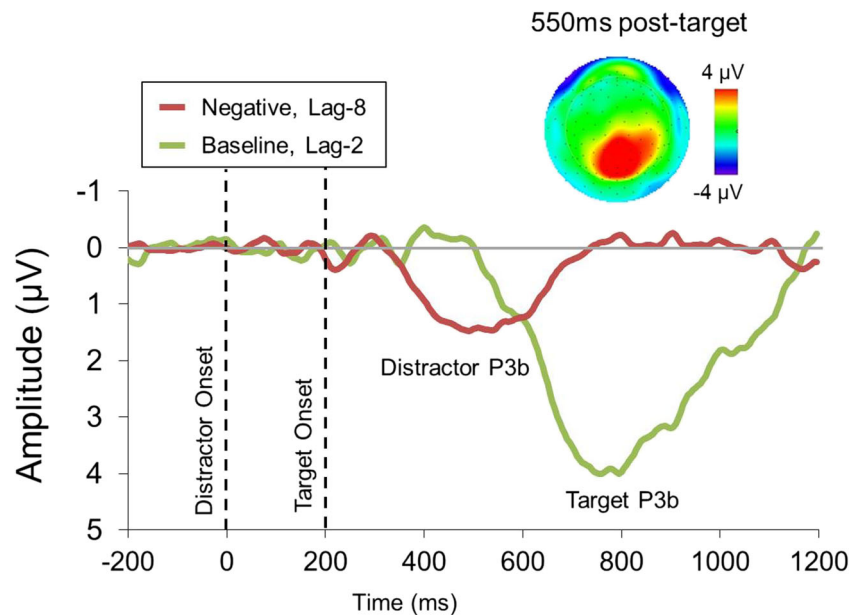 550ms post-target
4 µV
-4 µV
Negative, Lag-8
Baseline, Lag-2
-1
0
1
2
3
4
5
Amplitude (µV)
Distractor Onset
Target Onset
Distractor P3b
Target P3b
-200
0
200
400
600
800
1000
1200
Time (ms)